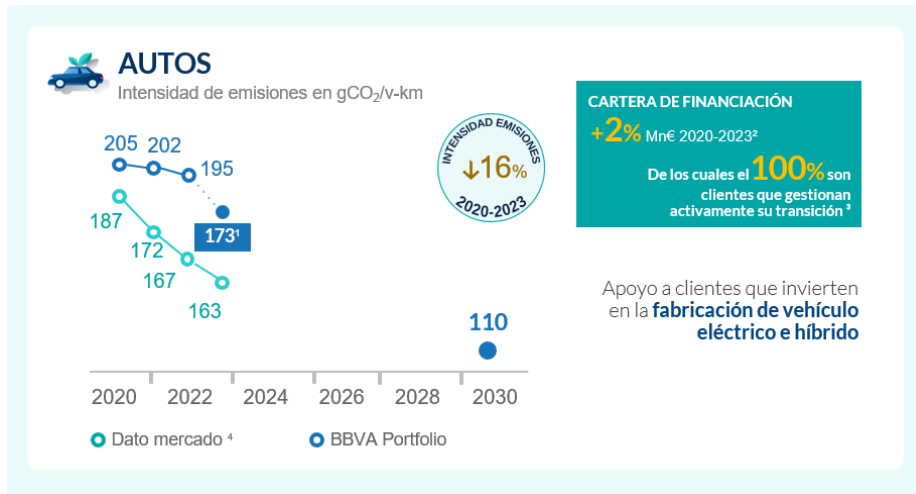 AUTOS
Intensidad de emisiones en gCO₂/v-km
205
202
195
173¹
187
172
167
163
110
2020
2022
2024
2026
2028
2030
Dato mercado ⁴
BBVA Portfolio
INTENSIDAD EMISIONES
↓16%
2020-2023
CARTERA DE FINANCIACIÓN
+2% Mn€ 2020-2023²
De los cuales el 100% son
clientes que gestionan
activamente su transición ³
Apoyo a clientes que invierten
en la fabricación de vehículo
eléctrico e híbrido